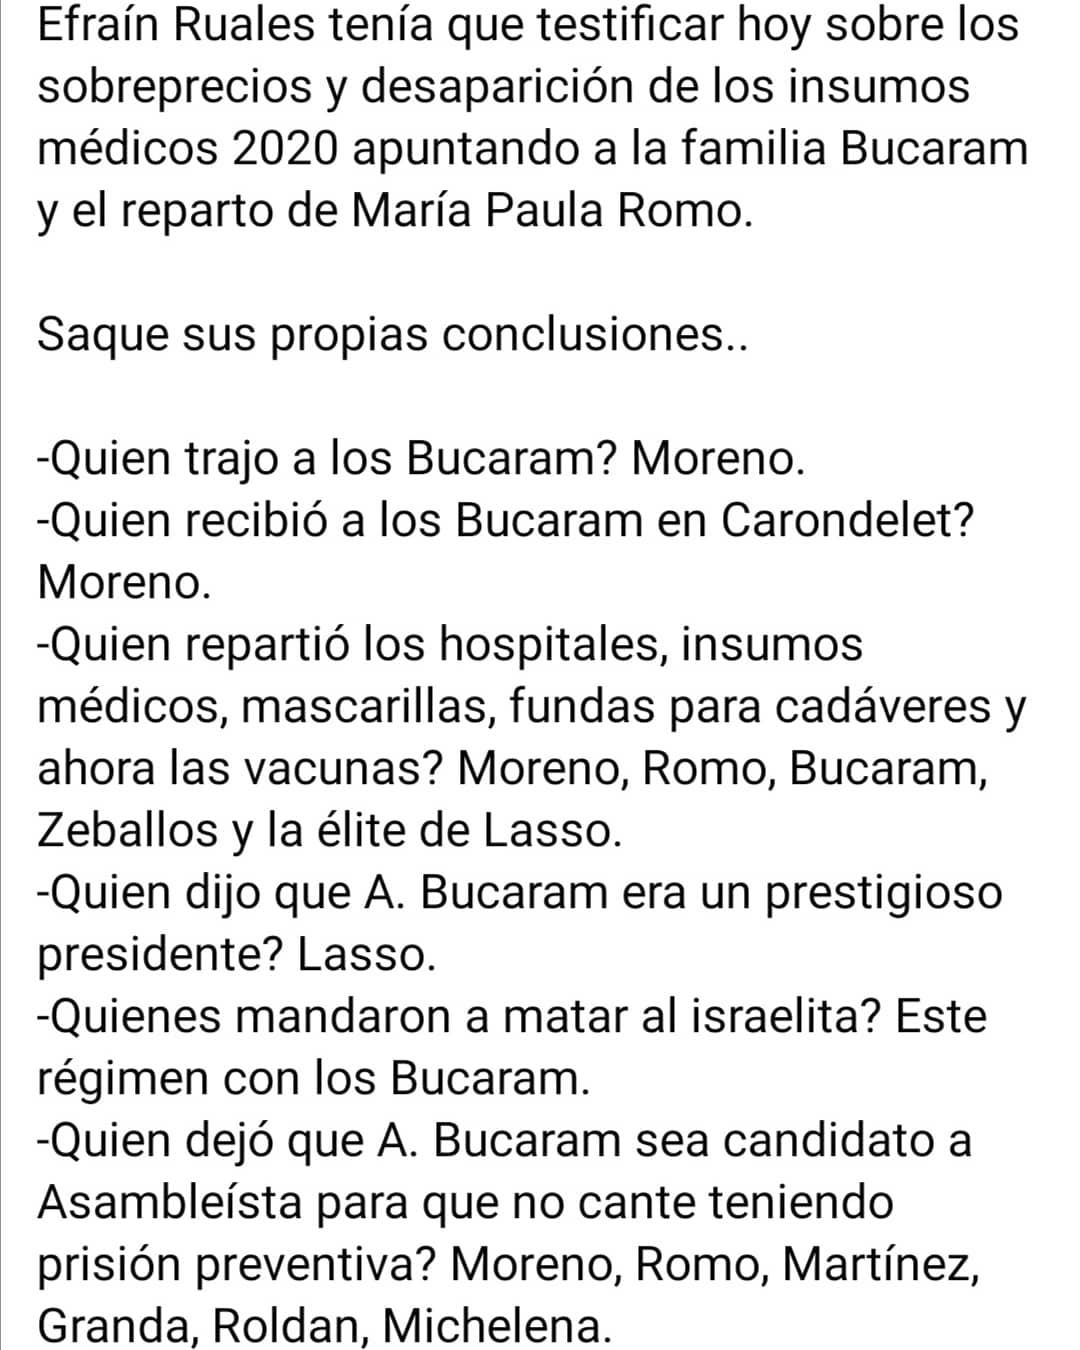 Efraín Ruales tenía que testificar hoy sobre los
sobreprecios y desaparición de los insumos
médicos 2020 apuntando a la familia Bucaram
y el reparto de María Paula Romo.
Saque sus propias conclusiones..
-Quien trajo a los Bucaram? Moreno.
-Quien recibió a los Bucaram en Carondelet?
Moreno.
-Quien repartió los hospitales, insumos
médicos, mascarillas, fundas para cadáveres y
ahora las vacunas? Moreno, Romo, Bucaram,
Zeballos y la élite de Lasso.
-Quien dijo que A. Bucaram era un prestigioso
presidente? Lasso.
-Quienes mandaron a matar al israelita? Este
régimen con los Bucaram.
-Quien dejó que A. Bucaram sea candidato a
Asambleísta para que no cante teniendo
prisión preventiva? Moreno, Romo, Martínez,
Granda, Roldan, Michelena.